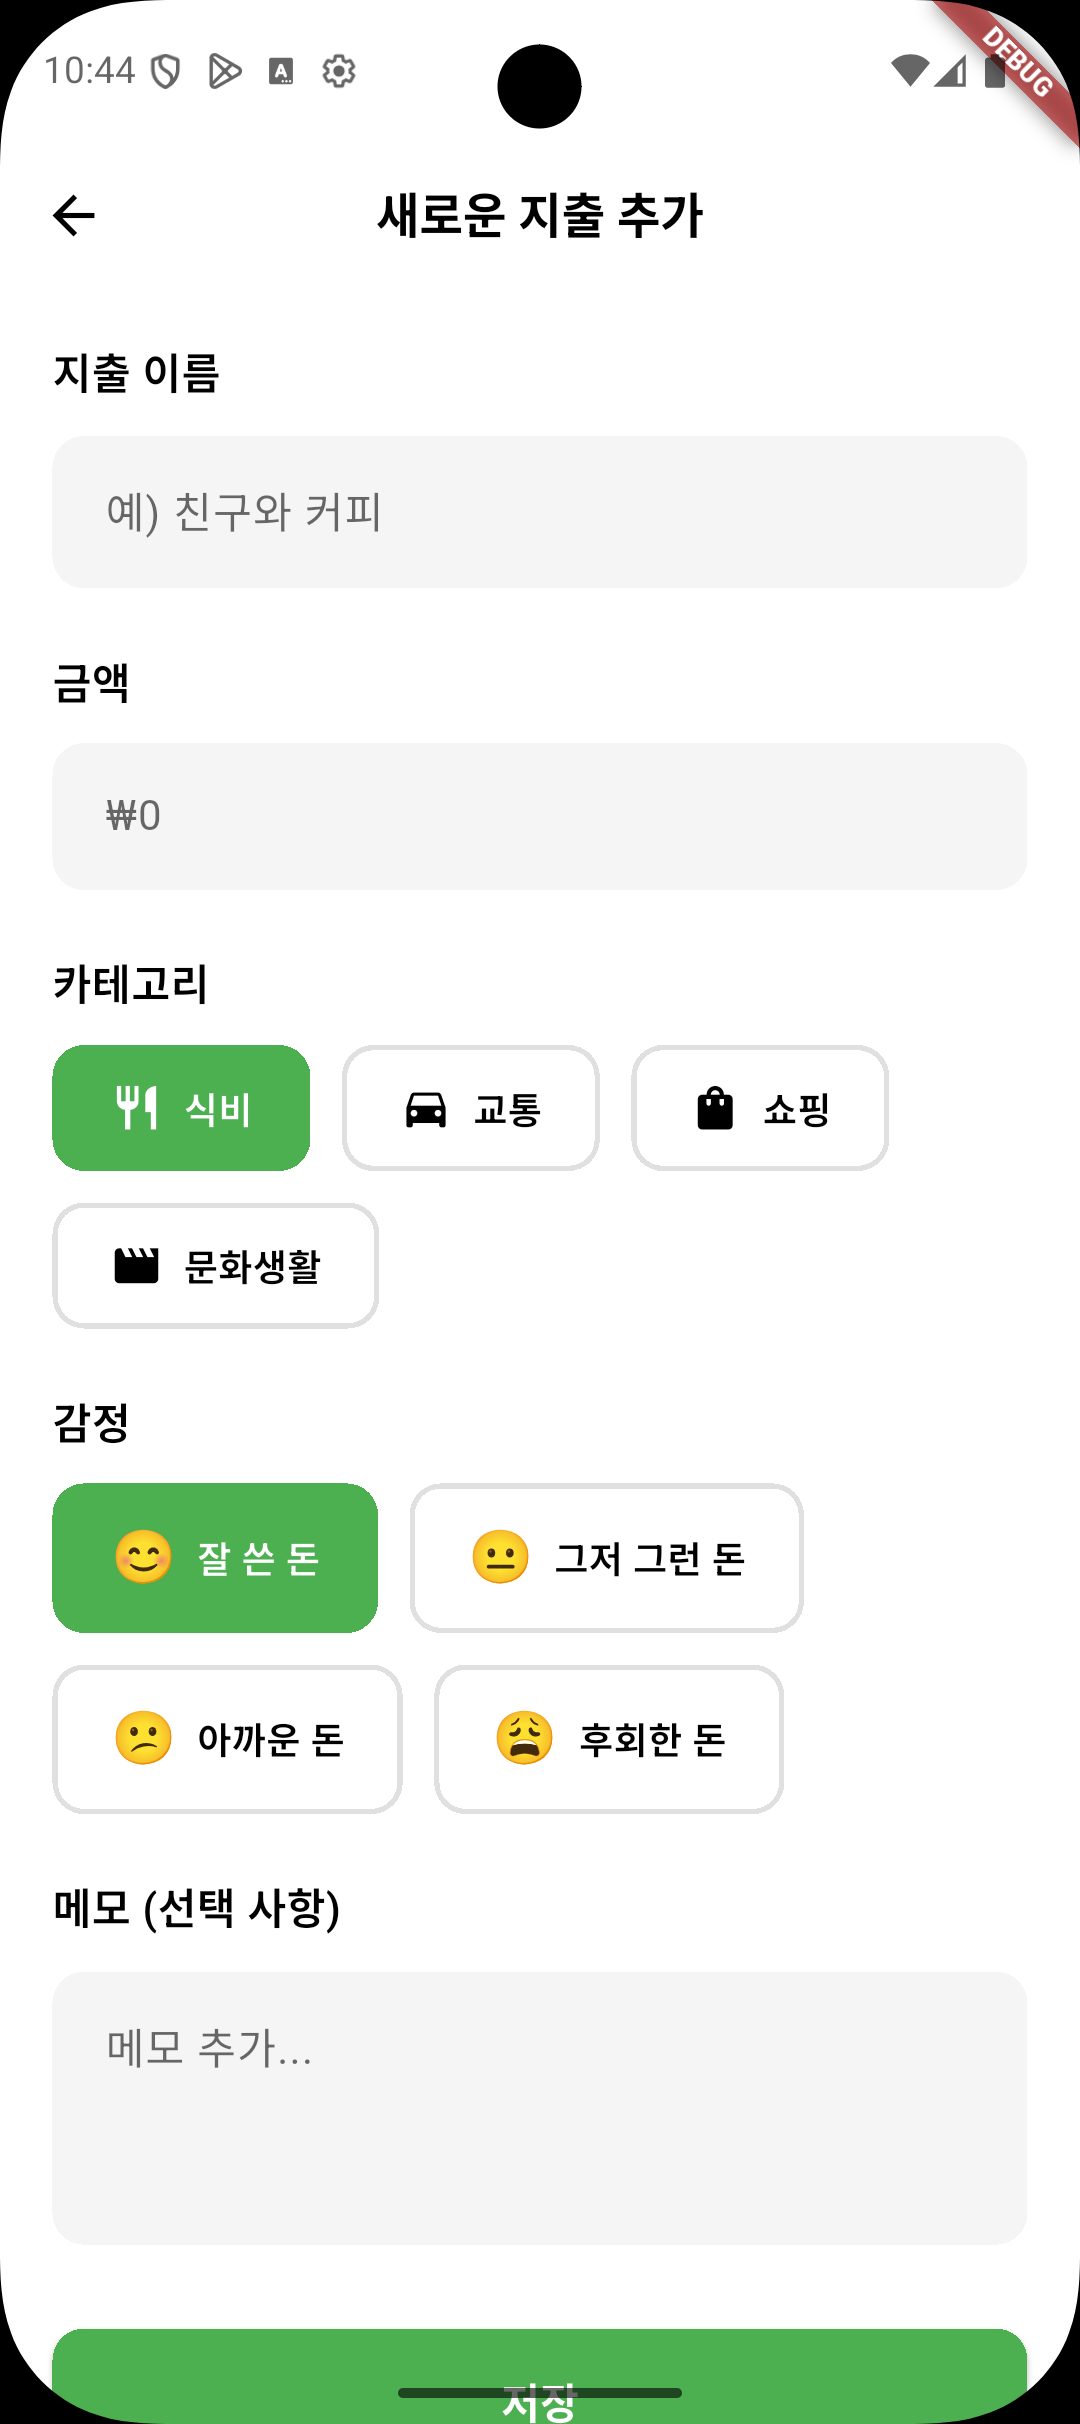 10:44
DEBUG
새로운 지출 추가
지출 이름
예) 친구와 커피
금액
₩0
카테고리
식비
교통
쇼핑
문화생활
감정
잘 쓴 돈
그저 그런 돈
아까운 돈
후회한 돈
메모 (선택 사항)
메모 추가...
저장